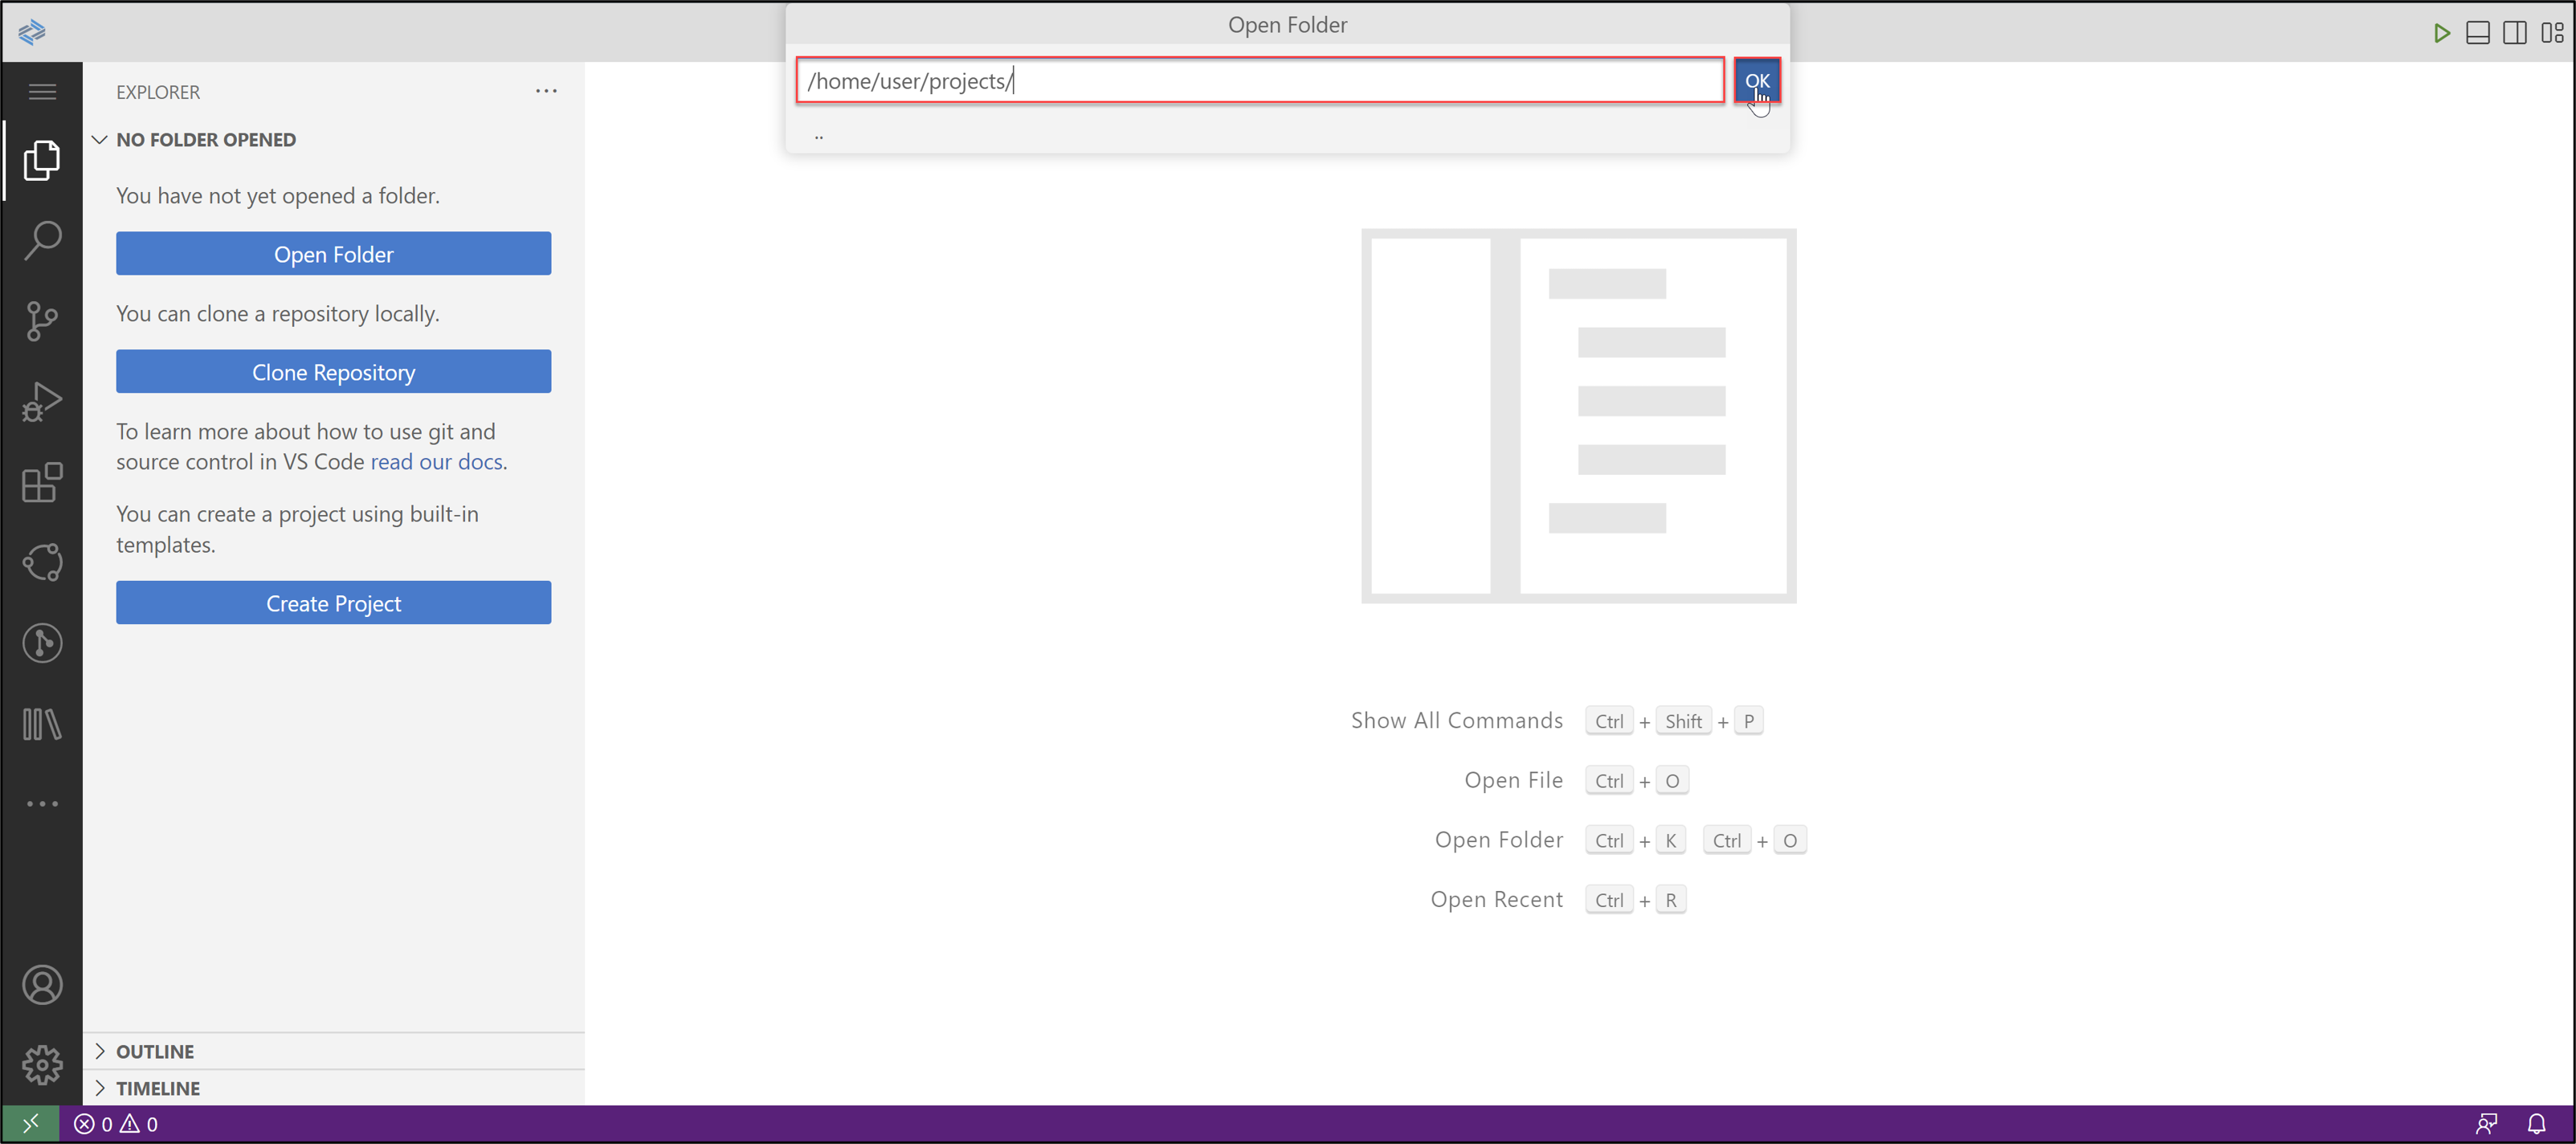 Open Folder
/home/user/projects/
OK
..
EXPLORER
NO FOLDER OPENED
You have not yet opened a folder.
Open Folder
You can clone a repository locally.
Clone Repository
To learn more about how to use git and
source control in VS Code read our docs.
You can create a project using built-in
templates.
Create Project
Show All Commands Ctrl + Shift + P
Open File Ctrl + O
Open Folder Ctrl + K Ctrl + O
Open Recent Ctrl + R
OUTLINE
TIMELINE
0 0